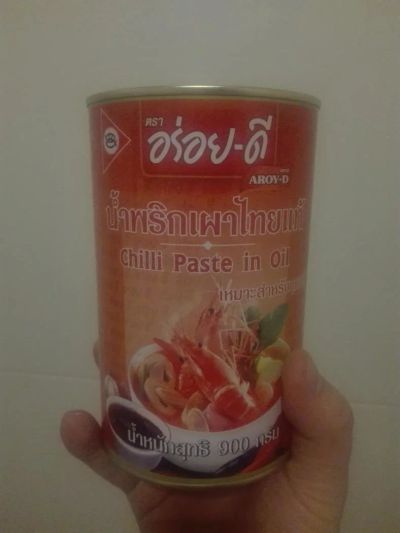 ตรา
อร่อย-ดี
AROY-D
น้ำพริกเผาไทยแท้
Chilli Paste in Oil
น้ำหนักสุทธิ 900 กรัม